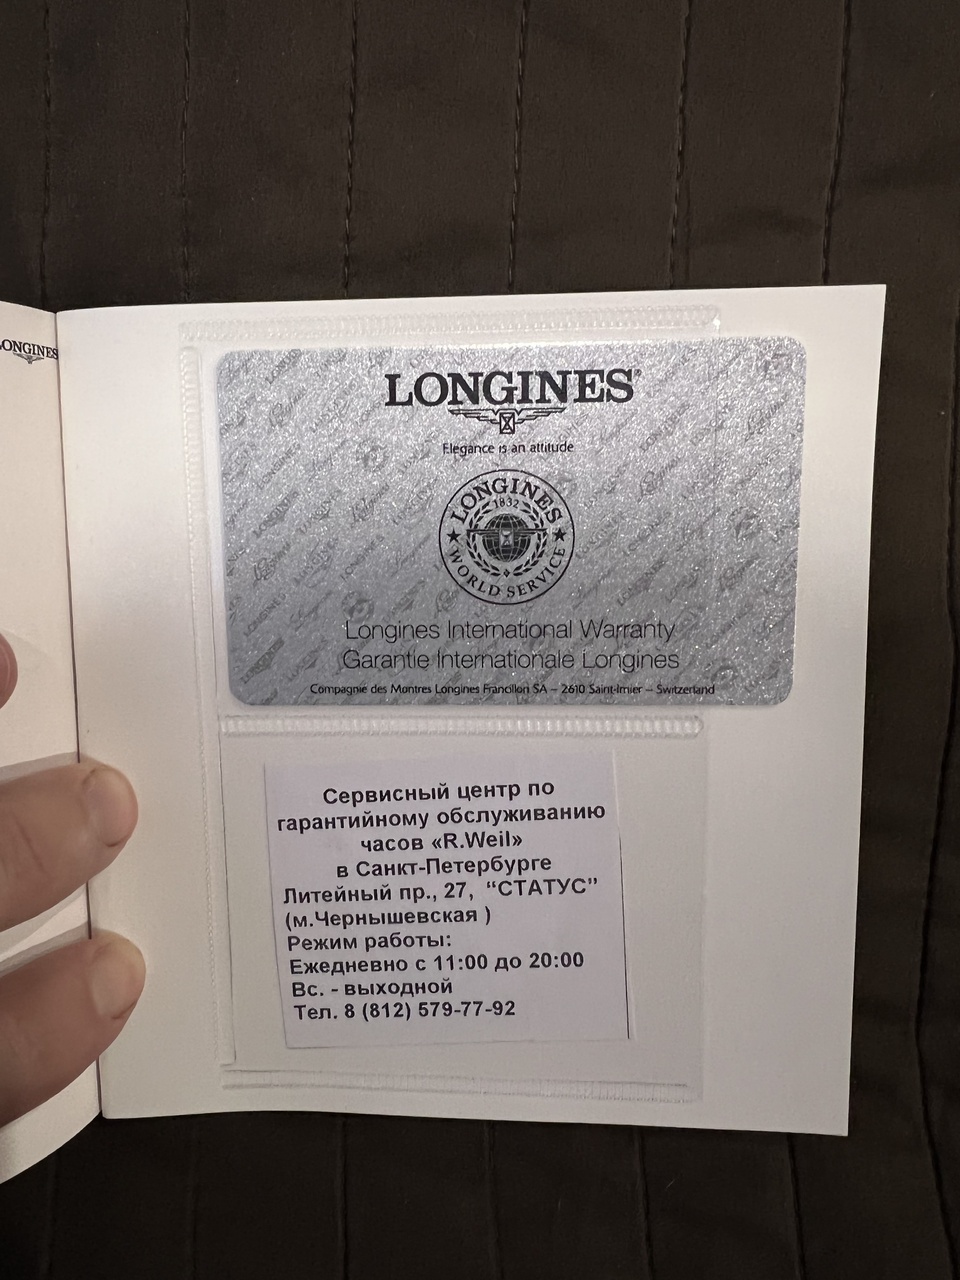 LONGINES
LONGINES®
Elegance is an attitude
LONGINES
1832
WORLD SERVICE
Longines International Warranty
Garantie Internationale Longines
Compagnie des Montres Longines Francillon SA – 2610 Saint-Imier – Switzerland
Сервисный центр по
гарантийному обслуживанию
часов «R.Weil»
в Санкт-Петербурге
Литейный пр., 27, “СТАТУС”
(м.Чернышевская )
Режим работы:
Ежедневно с 11:00 до 20:00
Вс. - выходной
Тел. 8 (812) 579-77-92